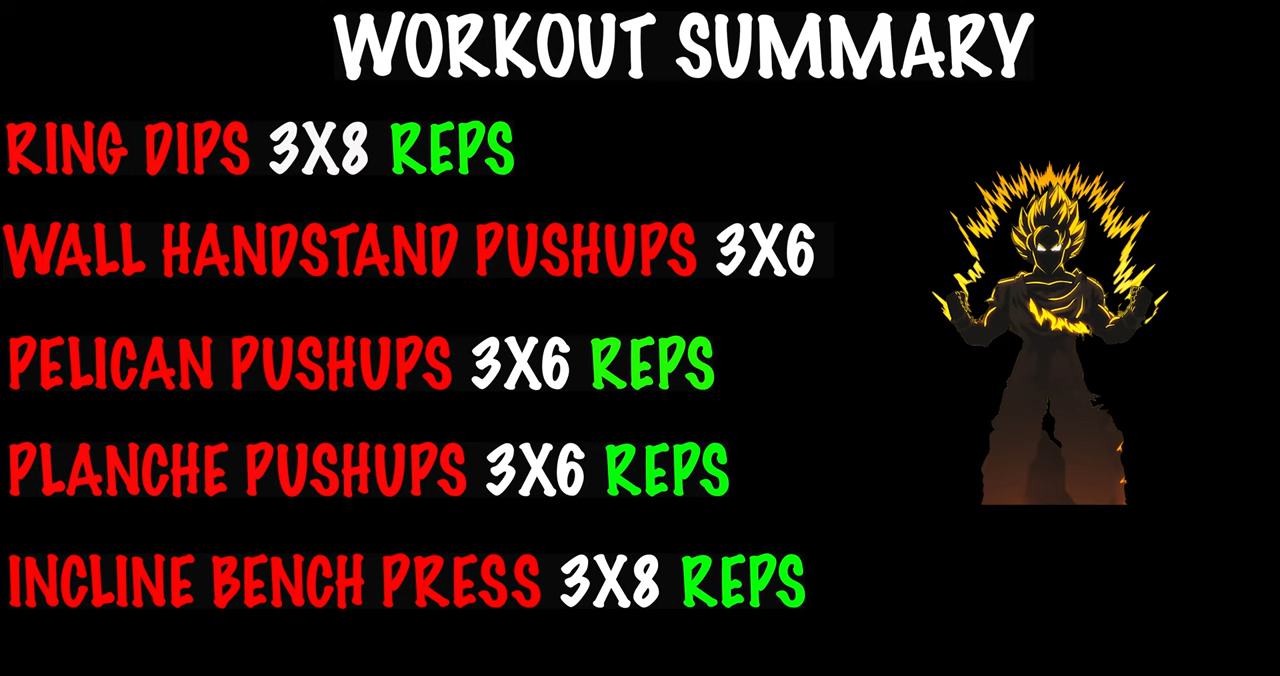 WORKOUT SUMMARY
RING DIPS 3X8 REPS
WALL HANDSTAND PUSHUPS 3X6
PELICAN PUSHUPS 3X6 REPS
PLANCHE PUSHUPS 3X6 REPS
INCLINE BENCH PRESS 3X8 REPS